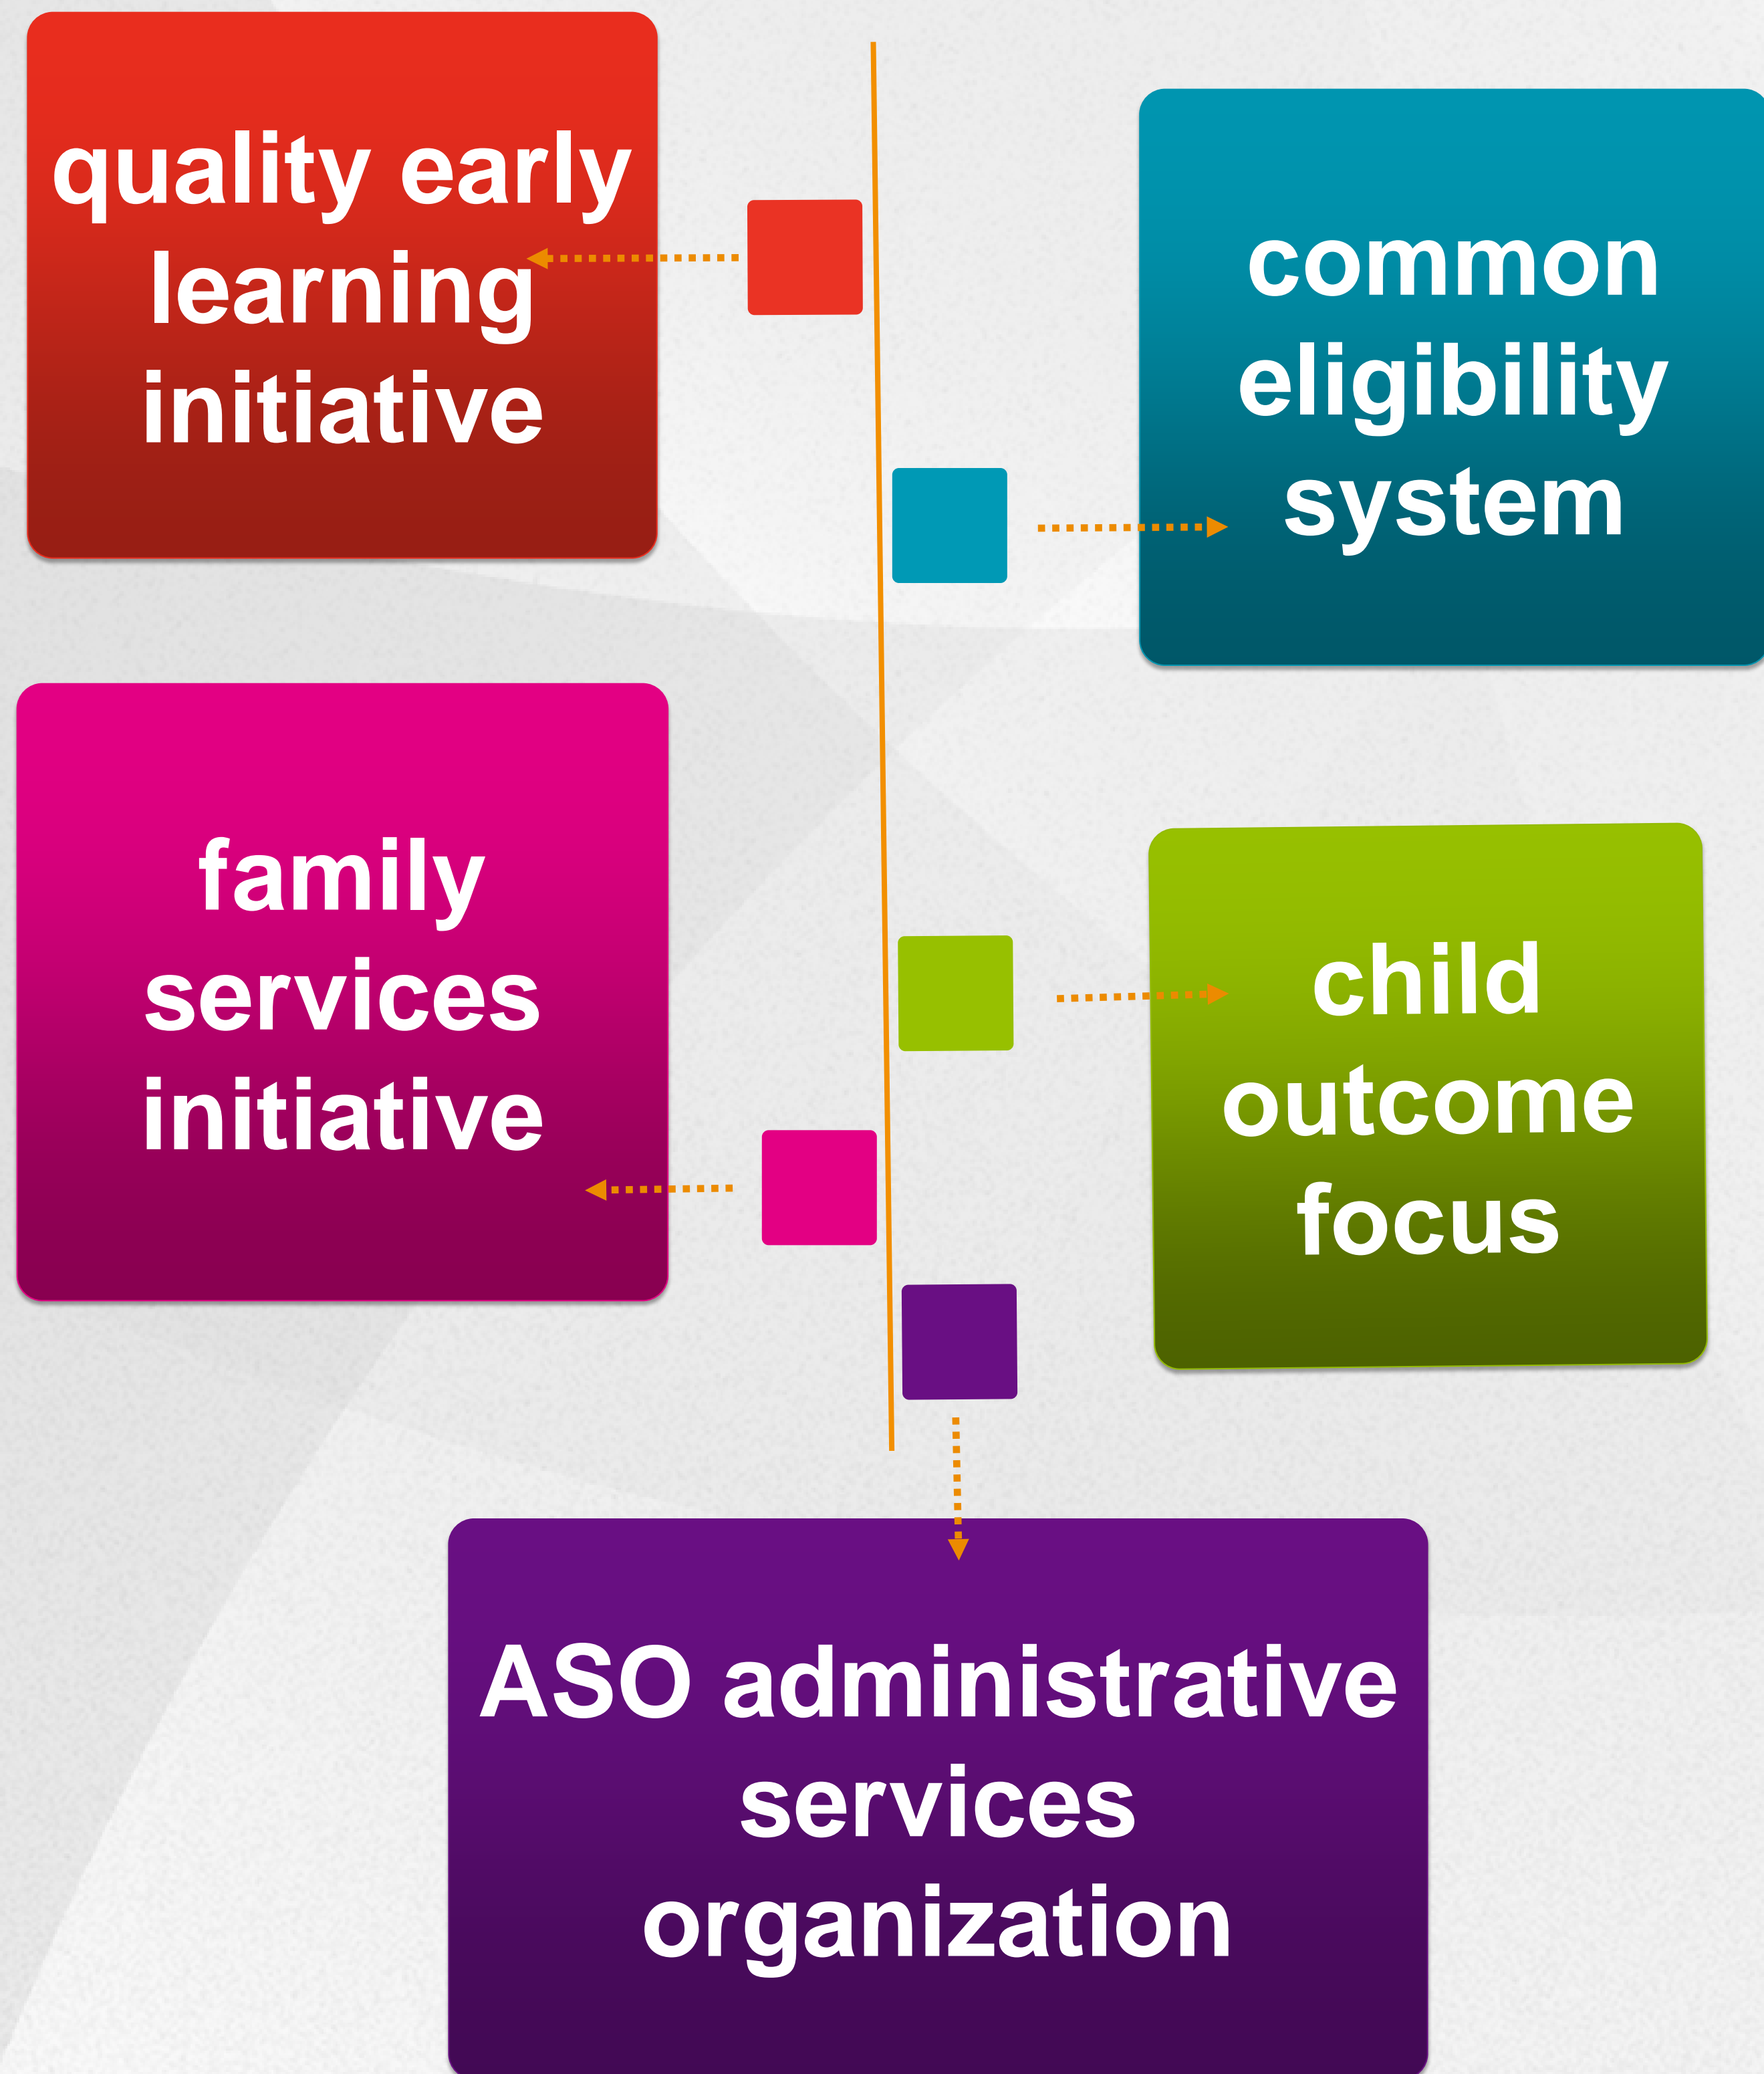 quality early
learning
initiative
common
eligibility
system
family
services
initiative
child
outcome
focus
ASO administrative
services
organization